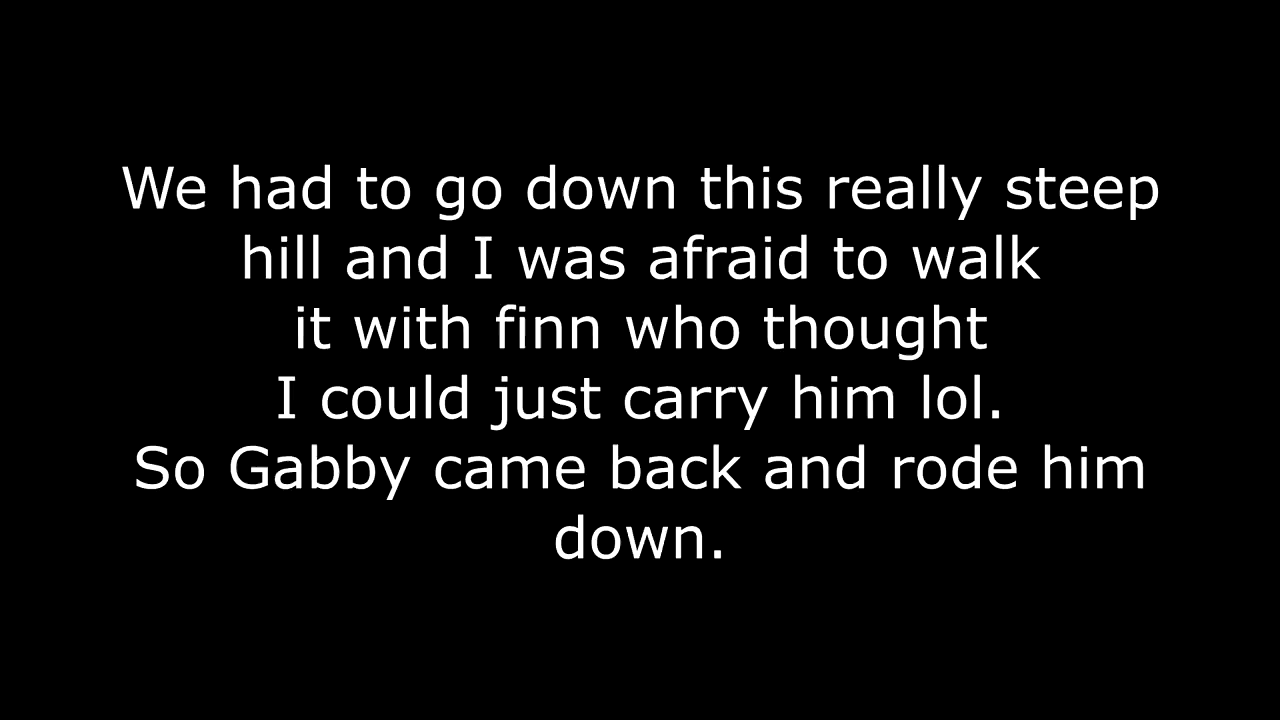 We had to go down this really steep
hill and I was afraid to walk
it with finn who thought
I could just carry him lol.
So Gabby came back and rode him
down.